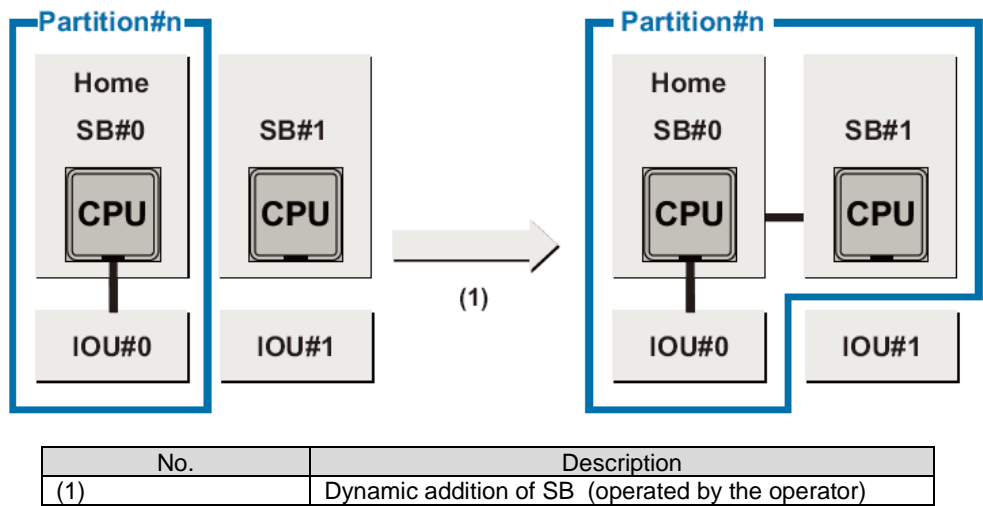 Partition#n
Partition#n
Home
Home
SB#0
SB#1
SB#0
SB#1
CPU
CPU
CPU
CPU
(1)
IOU#0
IOU#1
IOU#0
IOU#1
No.
Description
(1)
Dynamic addition of SB (operated by the operator)